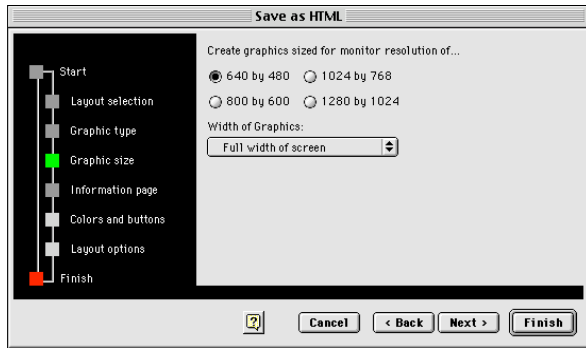 Save as HTML
Start
Layout selection
Graphic type
Graphic size
Information page
Colors and buttons
Layout options
Finish
Create graphics sized for monitor resolution of...
640 by 480 1024 by 768
800 by 600 1280 by 1024
Width of Graphics:
Full width of screen
? Cancel < Back Next > Finish